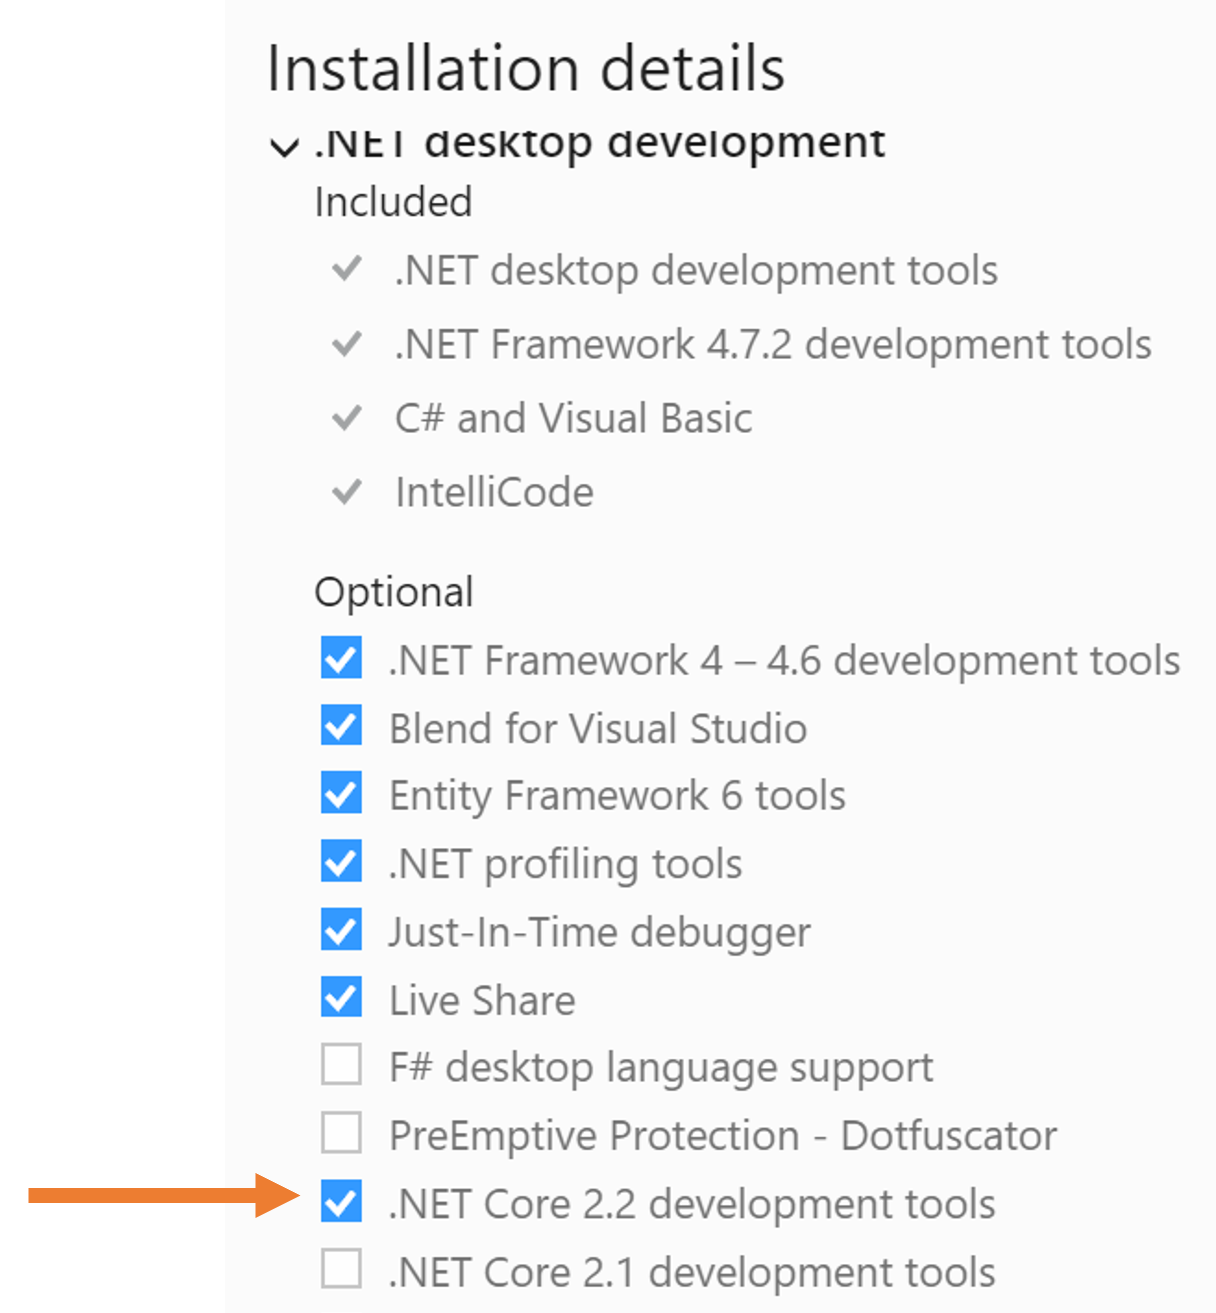 Installation details
.NET desktop development
Included
.NET desktop development tools
.NET Framework 4.7.2 development tools
C# and Visual Basic
IntelliCode
Optional
.NET Framework 4 – 4.6 development tools
Blend for Visual Studio
Entity Framework 6 tools
.NET profiling tools
Just-In-Time debugger
Live Share
F# desktop language support
PreEmptive Protection - Dotfuscator
.NET Core 2.2 development tools
.NET Core 2.1 development tools